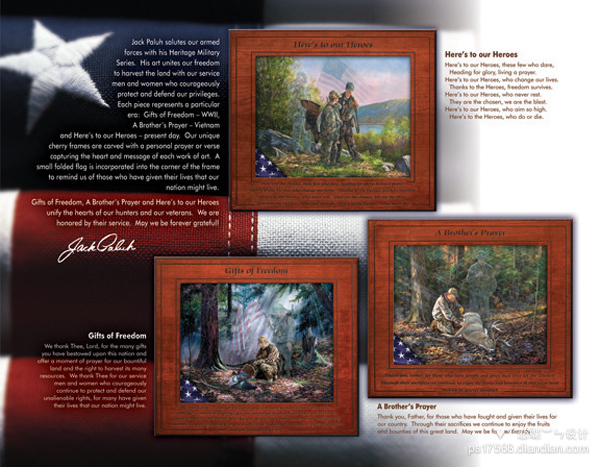 Jack Paluh salutes our armed
forces with his Heritage Military
Series. His art unites our freedom
to harvest the land with our service
men and women who courageously
protect and defend our privileges.
Each piece represents a particular
era: Gifts of Freedom – WWII,
A Brother's Prayer – Vietnam
and Here's to our Heroes – present day. Our unique
cherry frames are carved with a personal prayer or verse
capturing the heart and message of each work of art. A
small folded flag is incorporated into the corner of the frame
to remind us of those who have given their lives that our
nation might live.
Gifts of Freedom, A Brother's Prayer and Here's to our Heroes
unify the hearts of our hunters and our veterans. We are
honored by their service. May we be forever grateful!
Jack Paluh
Here's to our Heroes
Here's to our Heroes
Here's to our Heroes, these few who dare,
Heading for glory, living a prayer.
Here's to our Heroes, who change our lives.
Thanks to the Heroes, freedom survives.
Here's to our Heroes, who never rest.
They are the chosen, we are the blest.
Here's to our Heroes, who aim so high.
Here's to the Heroes, who do or die.
A Brother's Prayer
Gifts of Freedom
Gifts of Freedom
We thank Thee, Lord, for the many gifts
you have bestowed upon this nation and
offer a moment of prayer for our bountiful
land and the right to harvest its many
resources. We thank Thee for our service
men and women who courageously
continue to protect and defend our
unalienable rights, for many have given
their lives that our nation might live.
A Brother's Prayer
Thank you, Father, for those who have fought and given their lives for
our country. Through their sacrifices we continue to enjoy the fruits
and bounties of this great land. May we be
ps17588.diandian.com